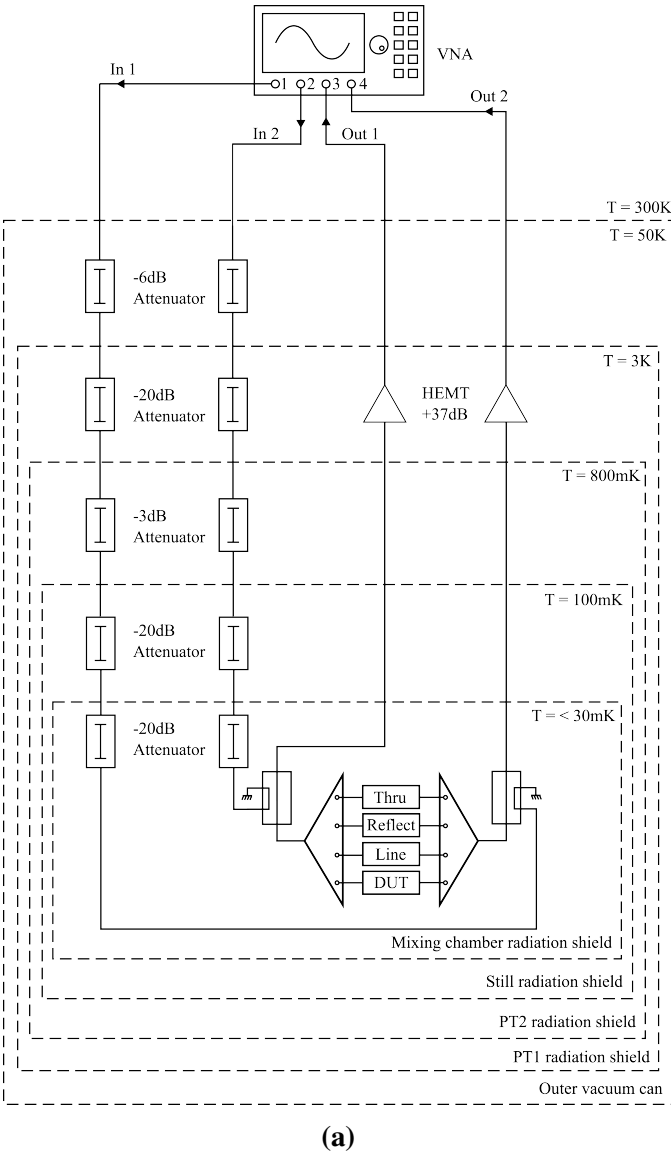 VNA
In 1
1 2 3 4
Out 2
In 2
Out 1
T = 300K
T = 50K
-6dB
Attenuator
T = 3K
-20dB
Attenuator
HEMT
+37dB
T = 800mK
-3dB
Attenuator
T = 100mK
-20dB
Attenuator
T = < 30mK
-20dB
Attenuator
Thru
Reflect
Line
DUT
Mixing chamber radiation shield
Still radiation shield
PT2 radiation shield
PT1 radiation shield
Outer vacuum can
(a)